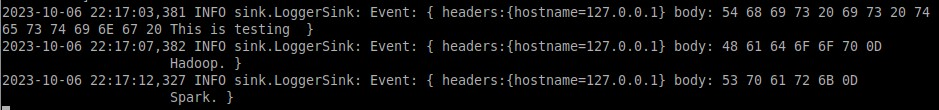 2023-10-06 22:17:03,381 INFO sink.LoggerSink: Event: { headers:{hostname=127.0.0.1} body: 54 68 69 73 20 69 73 20 74
65 73 74 69 6E 67 20 This is testing  }
2023-10-06 22:17:07,382 INFO sink.LoggerSink: Event: { headers:{hostname=127.0.0.1} body: 48 61 64 6F 6F 70 0D
Hadoop. }
2023-10-06 22:17:12,327 INFO sink.LoggerSink: Event: { headers:{hostname=127.0.0.1} body: 53 70 61 72 6B 0D
Spark. }